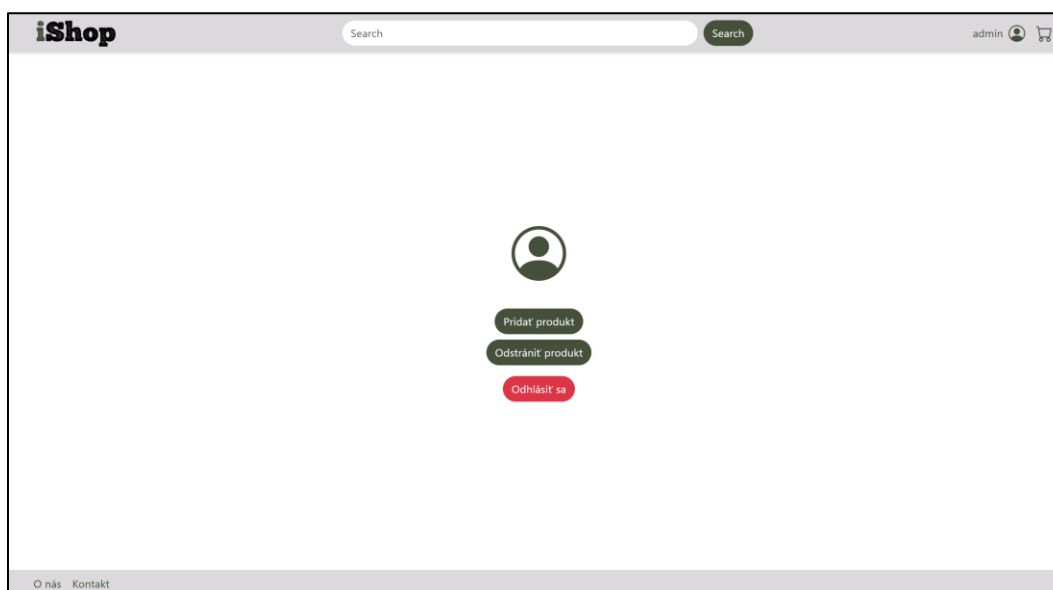 iShop
Search
Search
admin
Pridať produkt
Odstrániť produkt
Odhlásiť sa
O nás Kontakt